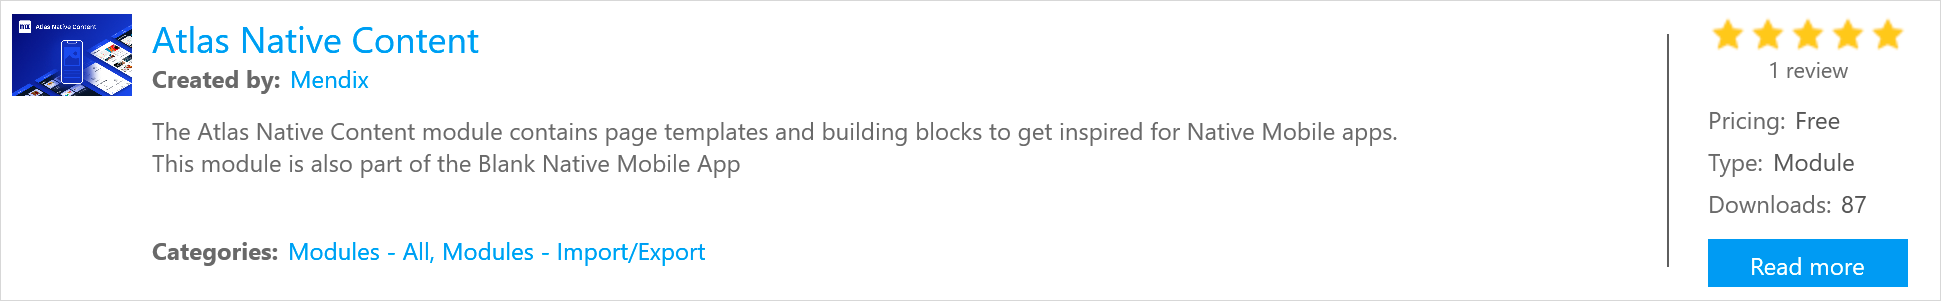 mx Atlas Native Content
Atlas Native Content
Created by: Mendix
The Atlas Native Content module contains page templates and building blocks to get inspired for Native Mobile apps.
This module is also part of the Blank Native Mobile App
Categories: Modules - All, Modules - Import/Export
1 review
Pricing: Free
Type: Module
Downloads: 87
Read more